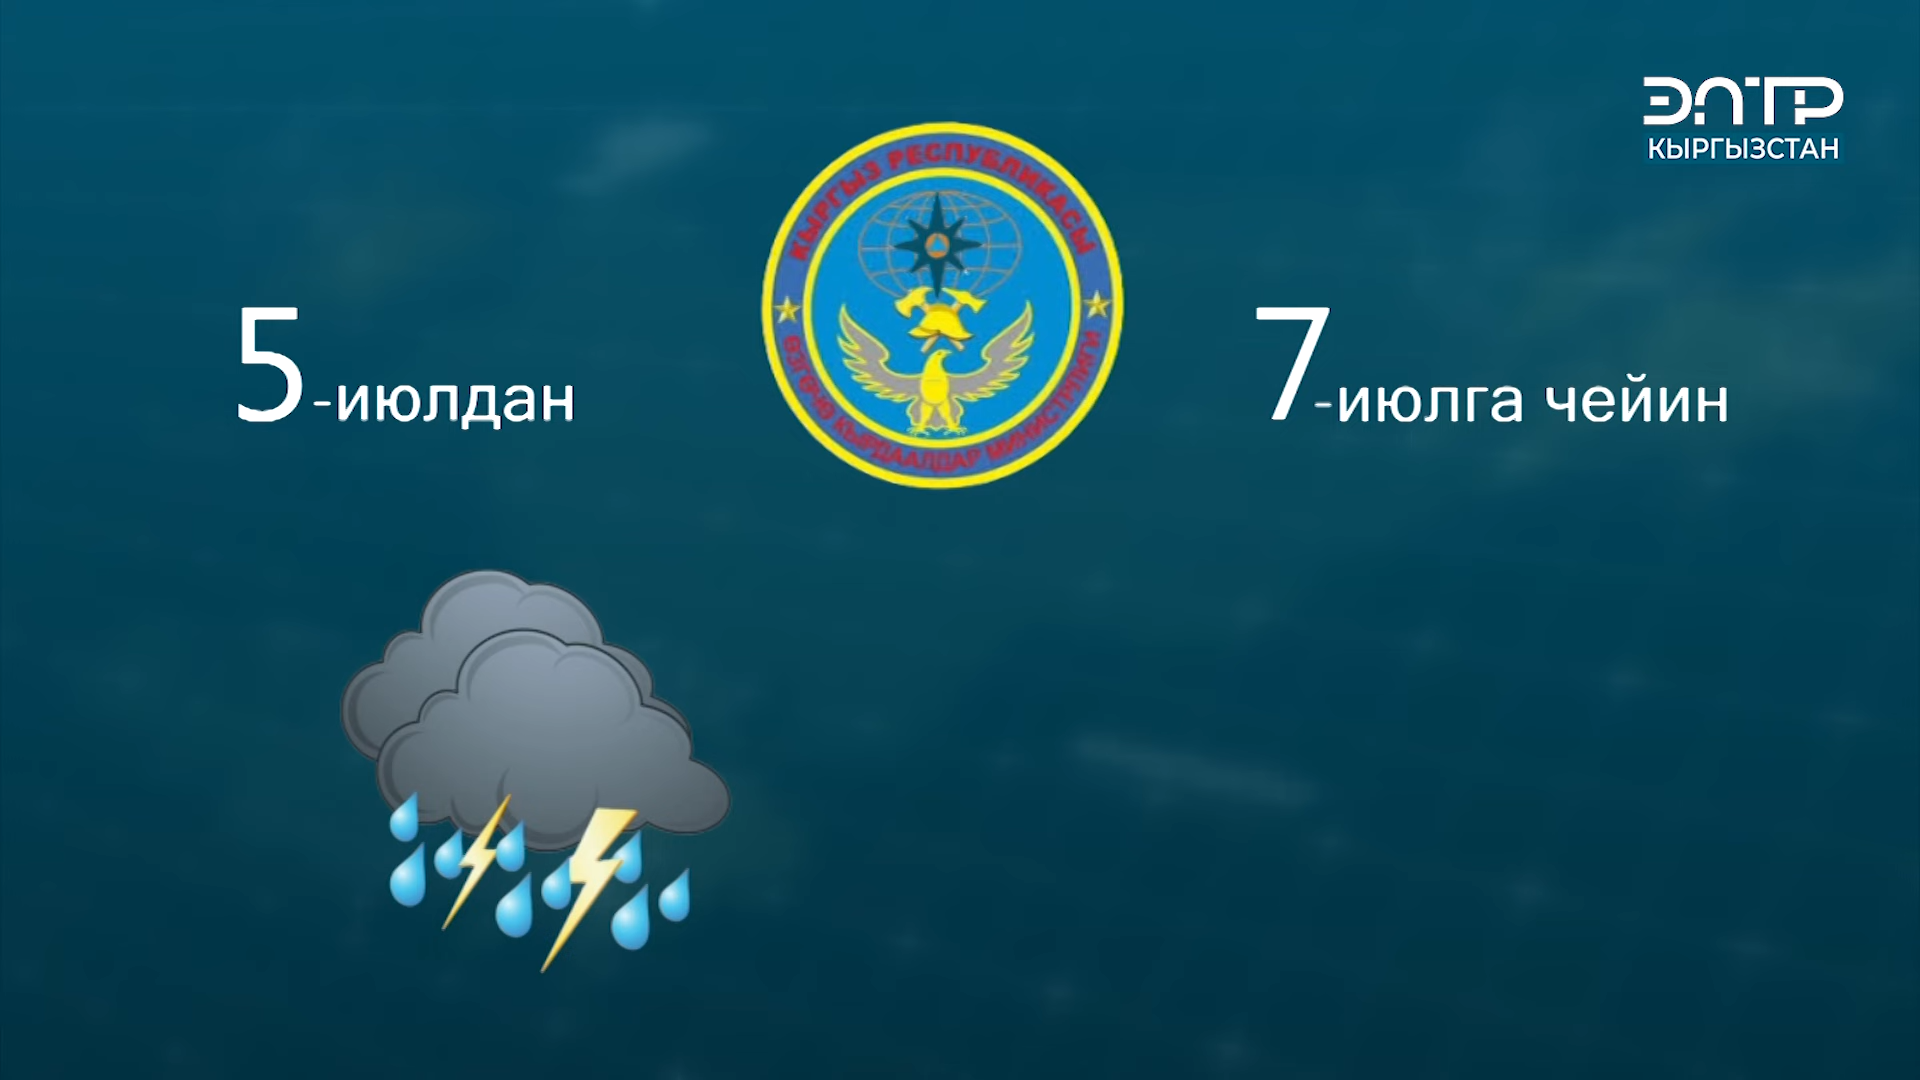 ЭЛТР
КЫРГЫЗСТАН
КЫРГЫЗ РЕСПУБЛИКАСЫ
ӨЗГӨЧӨ КЫРДААЛДАР МИНИСТРЛИГИ
5-июлдан
7-июлга чейин